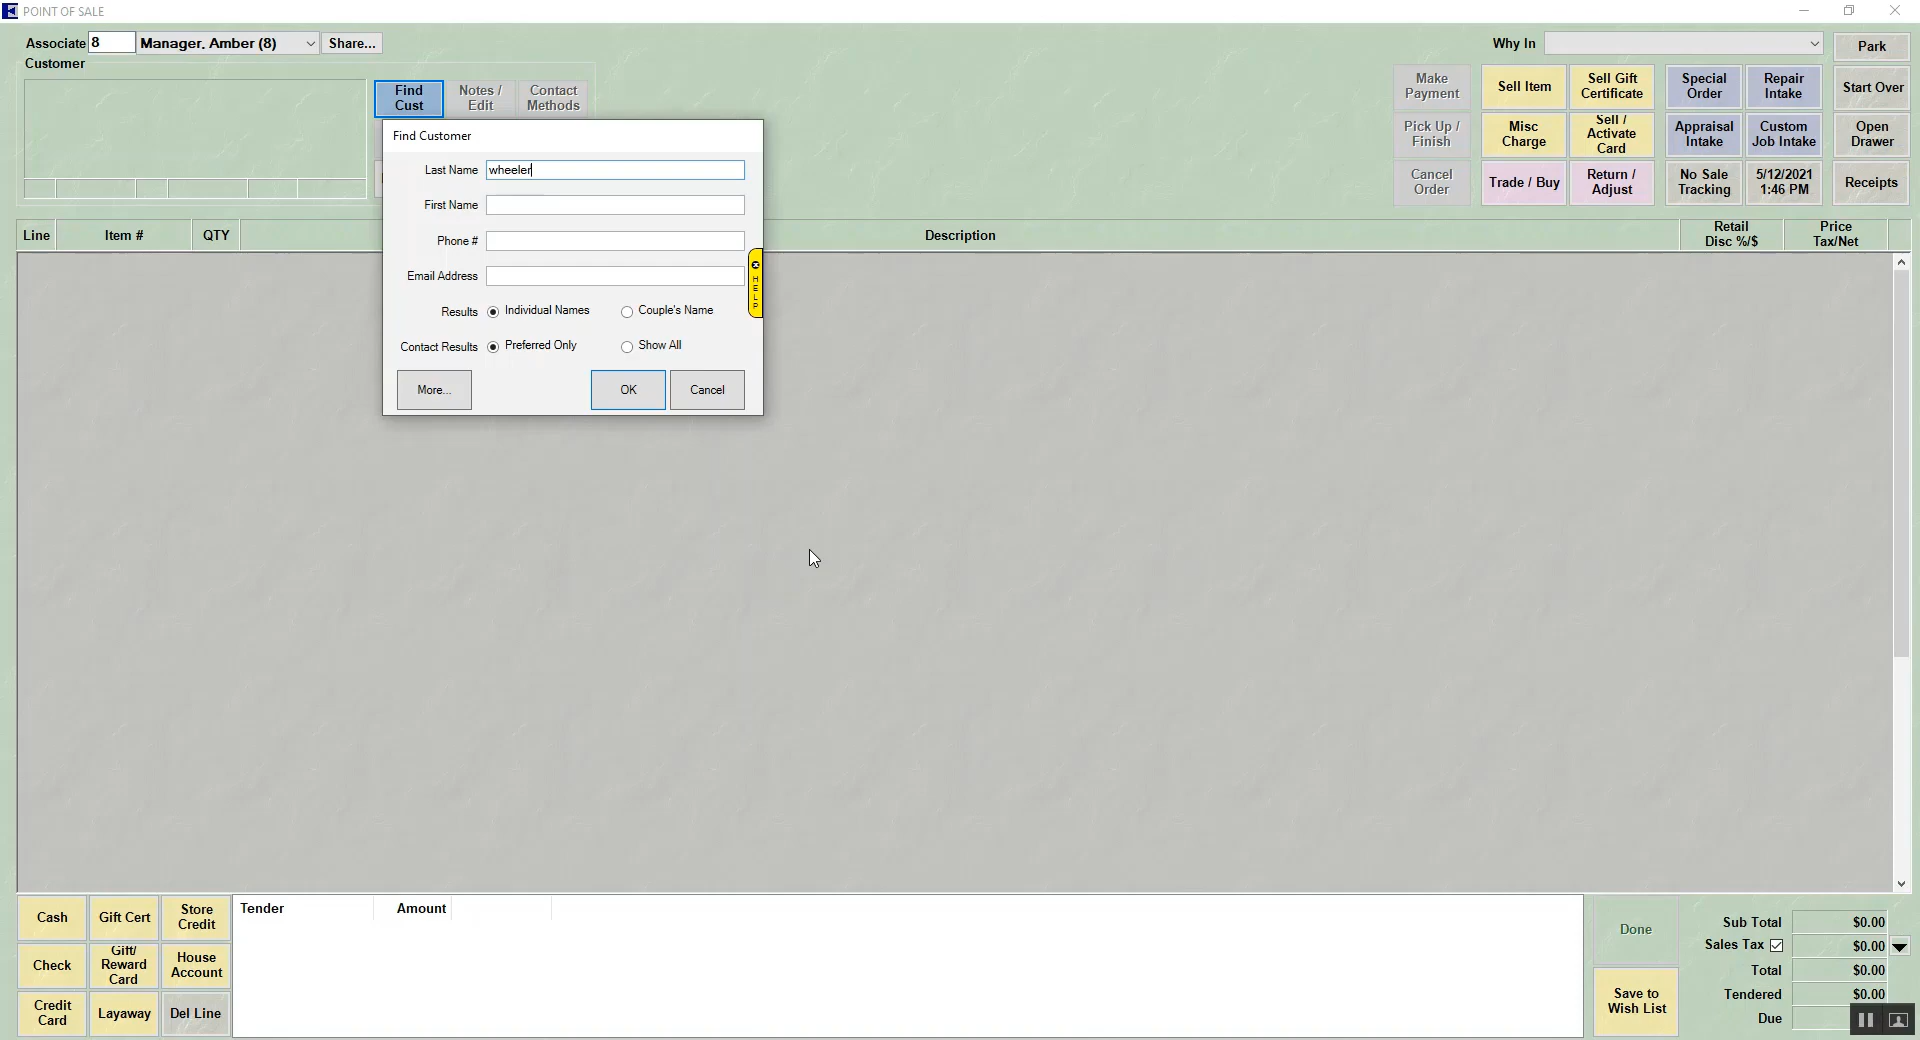 POINT OF SALE
Associate 8 Manager, Amber (8) Share...
Why In
Park
Customer
Find
Cust
Notes /
Edit
Contact
Methods
Make
Payment
Sell Item
Sell Gift
Certificate
Special
Order
Repair
Intake
Start Over
Pick Up /
Finish
Misc
Charge
Sell /
Activate
Card
Appraisal
Intake
Custom
Job Intake
Open
Drawer
Cancel
Order
Trade / Buy
Return /
Adjust
No Sale
Tracking
5/12/2021
1:46 PM
Receipts
Find Customer
Last Name wheeler
First Name
Phone #
Email Address
Results Individual Names Couple's Name
Contact Results Preferred Only Show All
More... OK Cancel
HELP
Line Item # QTY Description
Retail
Disc %/$
Price
Tax/Net
Cash
Gift Cert
Store
Credit
Check
Gift/
Reward
Card
House
Account
Credit
Card
Layaway
Del Line
Tender Amount
Done
Save to
Wish List
Sub Total $0.00
Sales Tax $0.00
Total $0.00
Tendered $0.00
Due